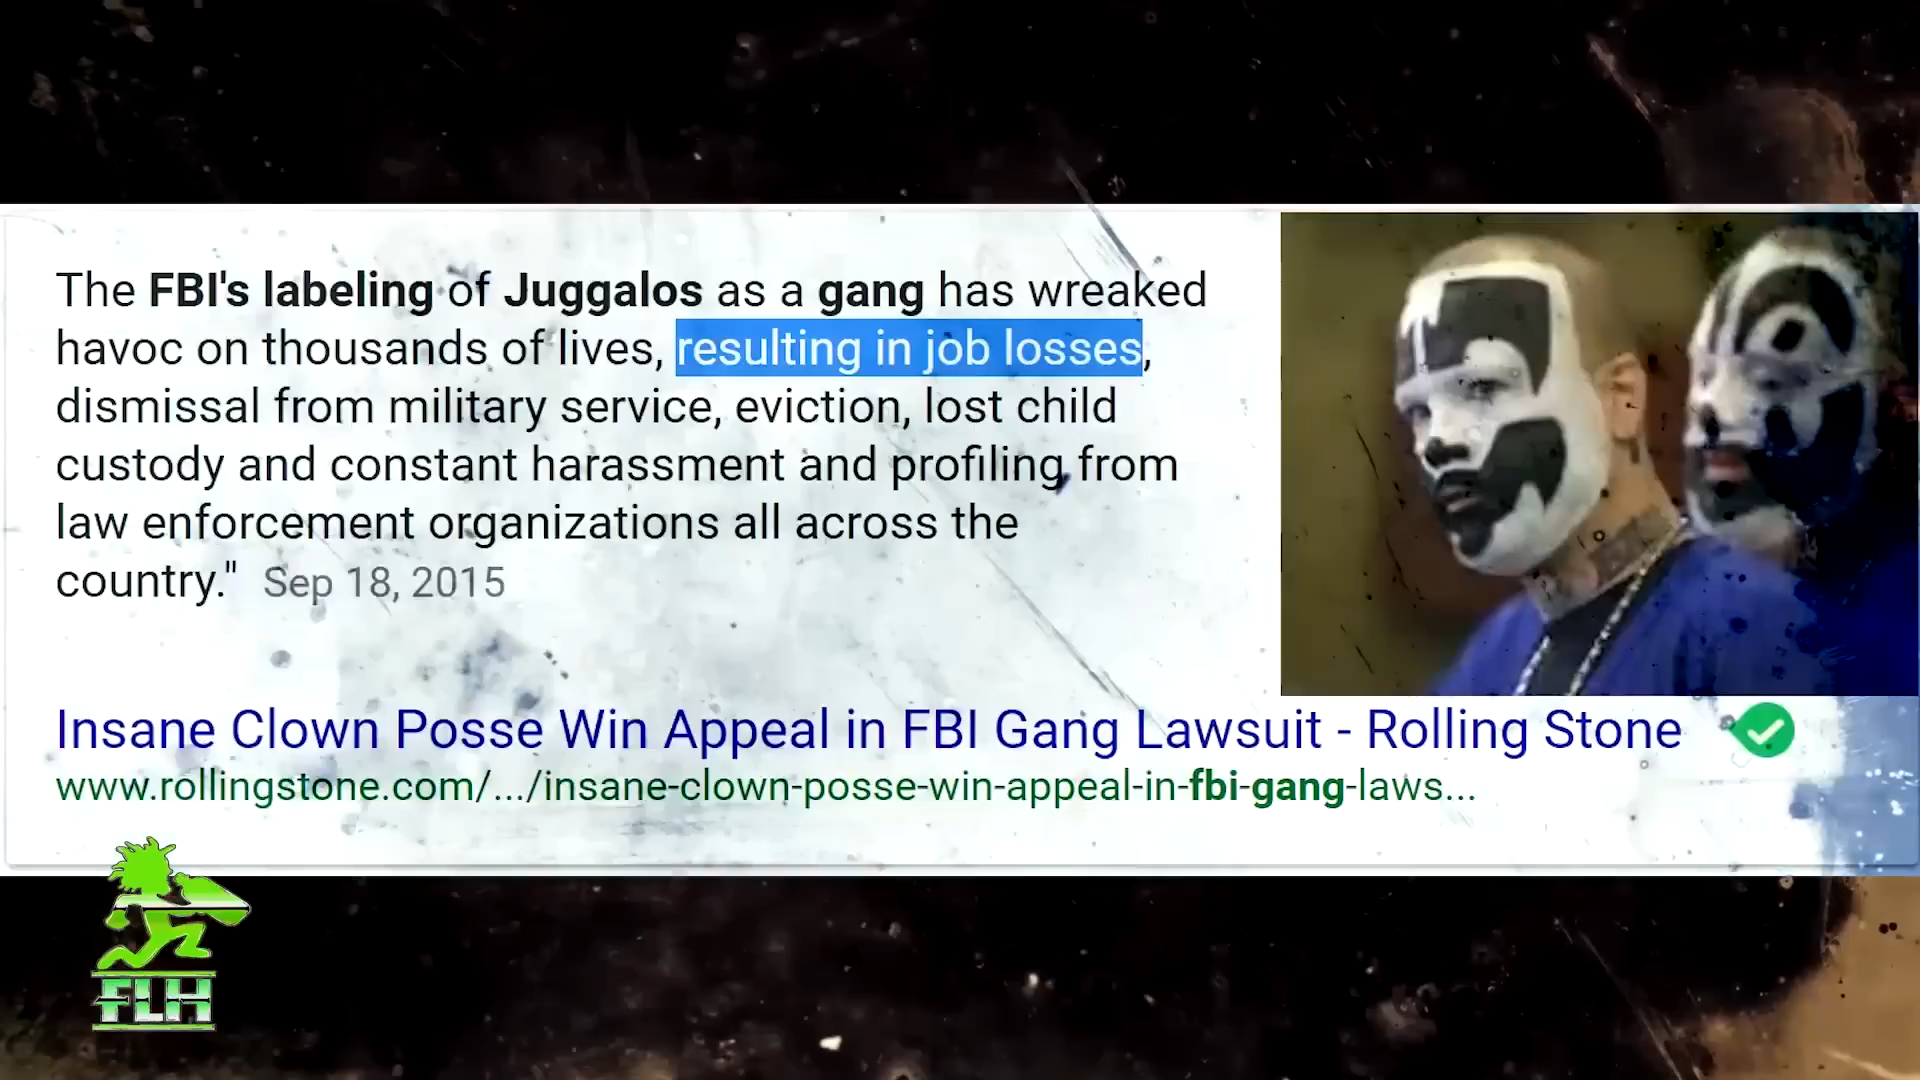 The FBI's labeling of Juggalos as a gang has wreaked
havoc on thousands of lives, resulting in job losses,
dismissal from military service, eviction, lost child
custody and constant harassment and profiling from
law enforcement organizations all across the
country." Sep 18, 2015
Insane Clown Posse Win Appeal in FBI Gang Lawsuit - Rolling Stone
www.rollingstone.com/.../insane-clown-posse-win-appeal-in-fbi-gang-laws...
FLH